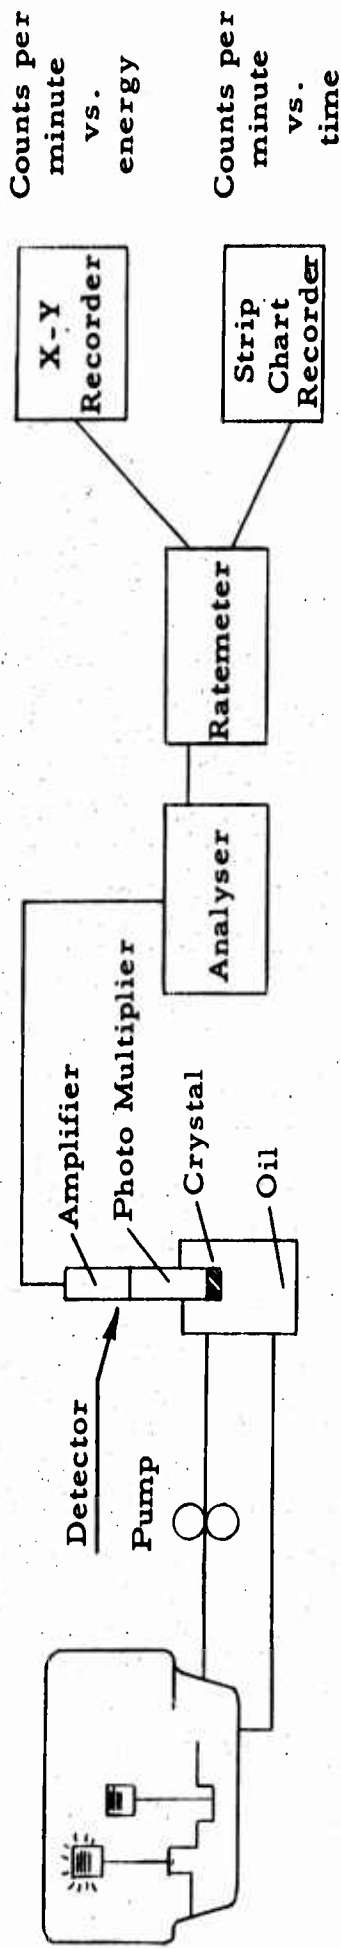 Detector
Pump
Amplifier
Photo Multiplier
Crystal
Oil
Analyser
Ratemeter
X-Y
Recorder
Strip
Chart
Recorder
Counts per
minute
vs.
energy
Counts per
minute
vs.
time